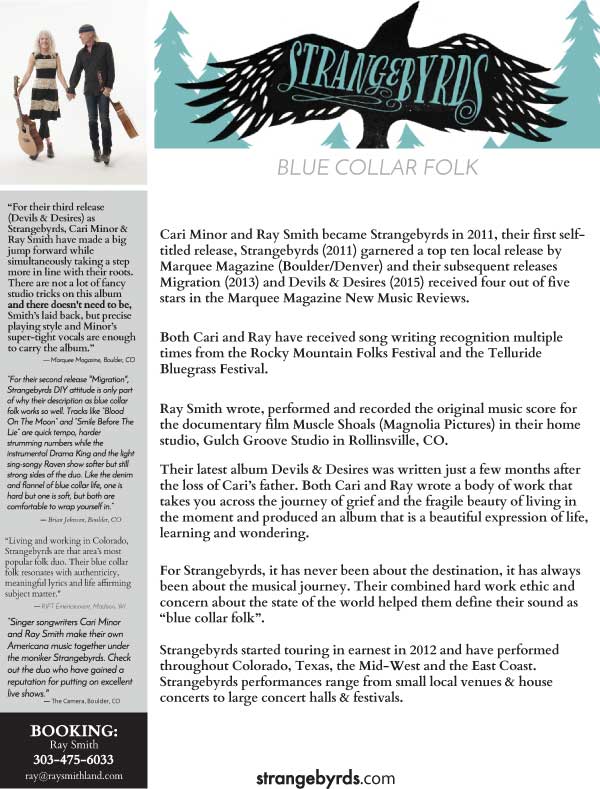 STRANGEBYRDS
BLUE COLLAR FOLK
"For their third release
(Devils & Desires) as
Strangebyrds, Cari Minor &
Ray Smith have made a big
jump forward while
simultaneously taking a step
more in line with their roots.
There are not a lot of fancy
studio tricks on this album
and there doesn't need to be,
Smith's laid back, but precise
playing style and Minor's
super-tight vocals are enough
to carry the album."
— Marquee Magazine, Boulder, CO
"For their second release "Migration",
Strangebyrds DIY attitude is only part
of why their description as blue collar
folk works so well. Tracks like "Blood
On The Moon" and "Smile Before The
Lie" are quick tempo, harder
strumming numbers while the
instrumental Drama King and the light
sing-songy Raven show softer but still
strong sides of the duo. Like the denim
and flannel of blue collar life, one is
hard but one is soft, but both are
comfortable to wrap yourself in."
— Brian Johnson, Boulder, CO
"Living and working in Colorado,
Strangebyrds are that area's most
popular folk duo. Their blue collar
folk resonates with authenticity,
meaningful lyrics and life affirming
subject matter."
— RIFT Entertainment, Madison, WI
"Singer songwriters Cari Minor
and Ray Smith make their own
Americana music together under
the moniker Strangebyrds. Check
out the duo who have gained a
reputation for putting on excellent
live shows."
— The Camera, Boulder, CO
BOOKING:
Ray Smith
303-475-6033
ray@raysmithland.com
Cari Minor and Ray Smith became Strangebyrds in 2011, their first self-
titled release, Strangebyrds (2011) garnered a top ten local release by
Marquee Magazine (Boulder/Denver) and their subsequent releases
Migration (2013) and Devils & Desires (2015) received four out of five
stars in the Marquee Magazine New Music Reviews.
Both Cari and Ray have received song writing recognition multiple
times from the Rocky Mountain Folks Festival and the Telluride
Bluegrass Festival.
Ray Smith wrote, performed and recorded the original music score for
the documentary film Muscle Shoals (Magnolia Pictures) in their home
studio, Gulch Groove Studio in Rollinsville, CO.
Their latest album Devils & Desires was written just a few months after
the loss of Cari's father. Both Cari and Ray wrote a body of work that
takes you across the journey of grief and the fragile beauty of living in
the moment and produced an album that is a beautiful expression of life,
learning and wondering.
For Strangebyrds, it has never been about the destination, it has always
been about the musical journey. Their combined hard work ethic and
concern about the state of the world helped them define their sound as
"blue collar folk".
Strangebyrds started touring in earnest in 2012 and have performed
throughout Colorado, Texas, the Mid-West and the East Coast.
Strangebyrds performances range from small local venues & house
concerts to large concert halls & festivals.
strangebyrds.com